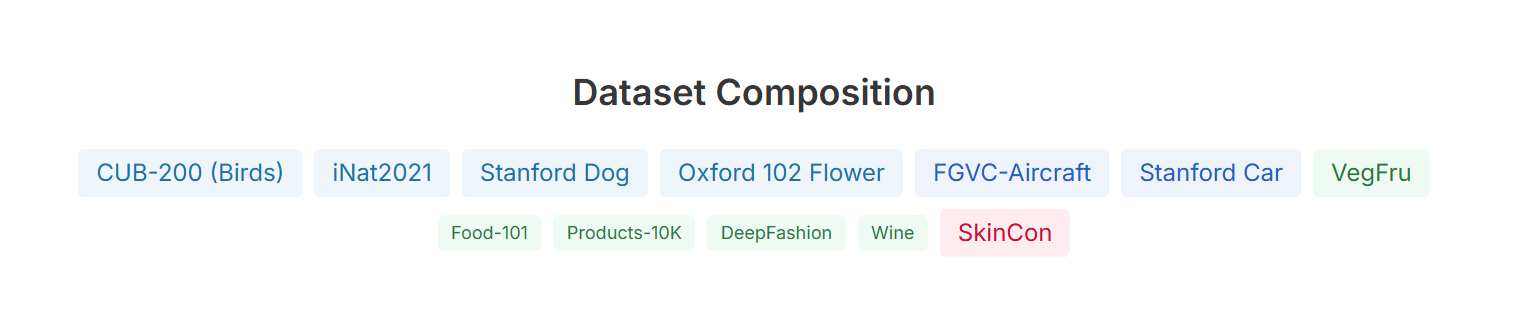 Dataset Composition
CUB-200 (Birds) iNat2021 Stanford Dog Oxford 102 Flower FGVC-Aircraft Stanford Car VegFru
Food-101 Products-10K DeepFashion Wine SkinCon